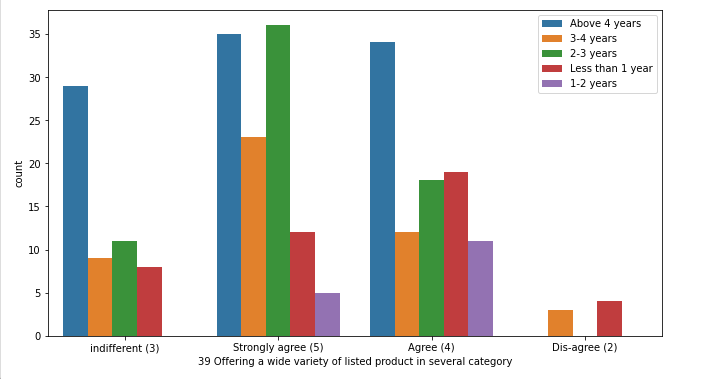 35
30
25
20
15
10
5
0
count
Above 4 years
3-4 years
2-3 years
Less than 1 year
1-2 years
indifferent (3) Strongly agree (5) Agree (4) Dis-agree (2)
39 Offering a wide variety of listed product in several category